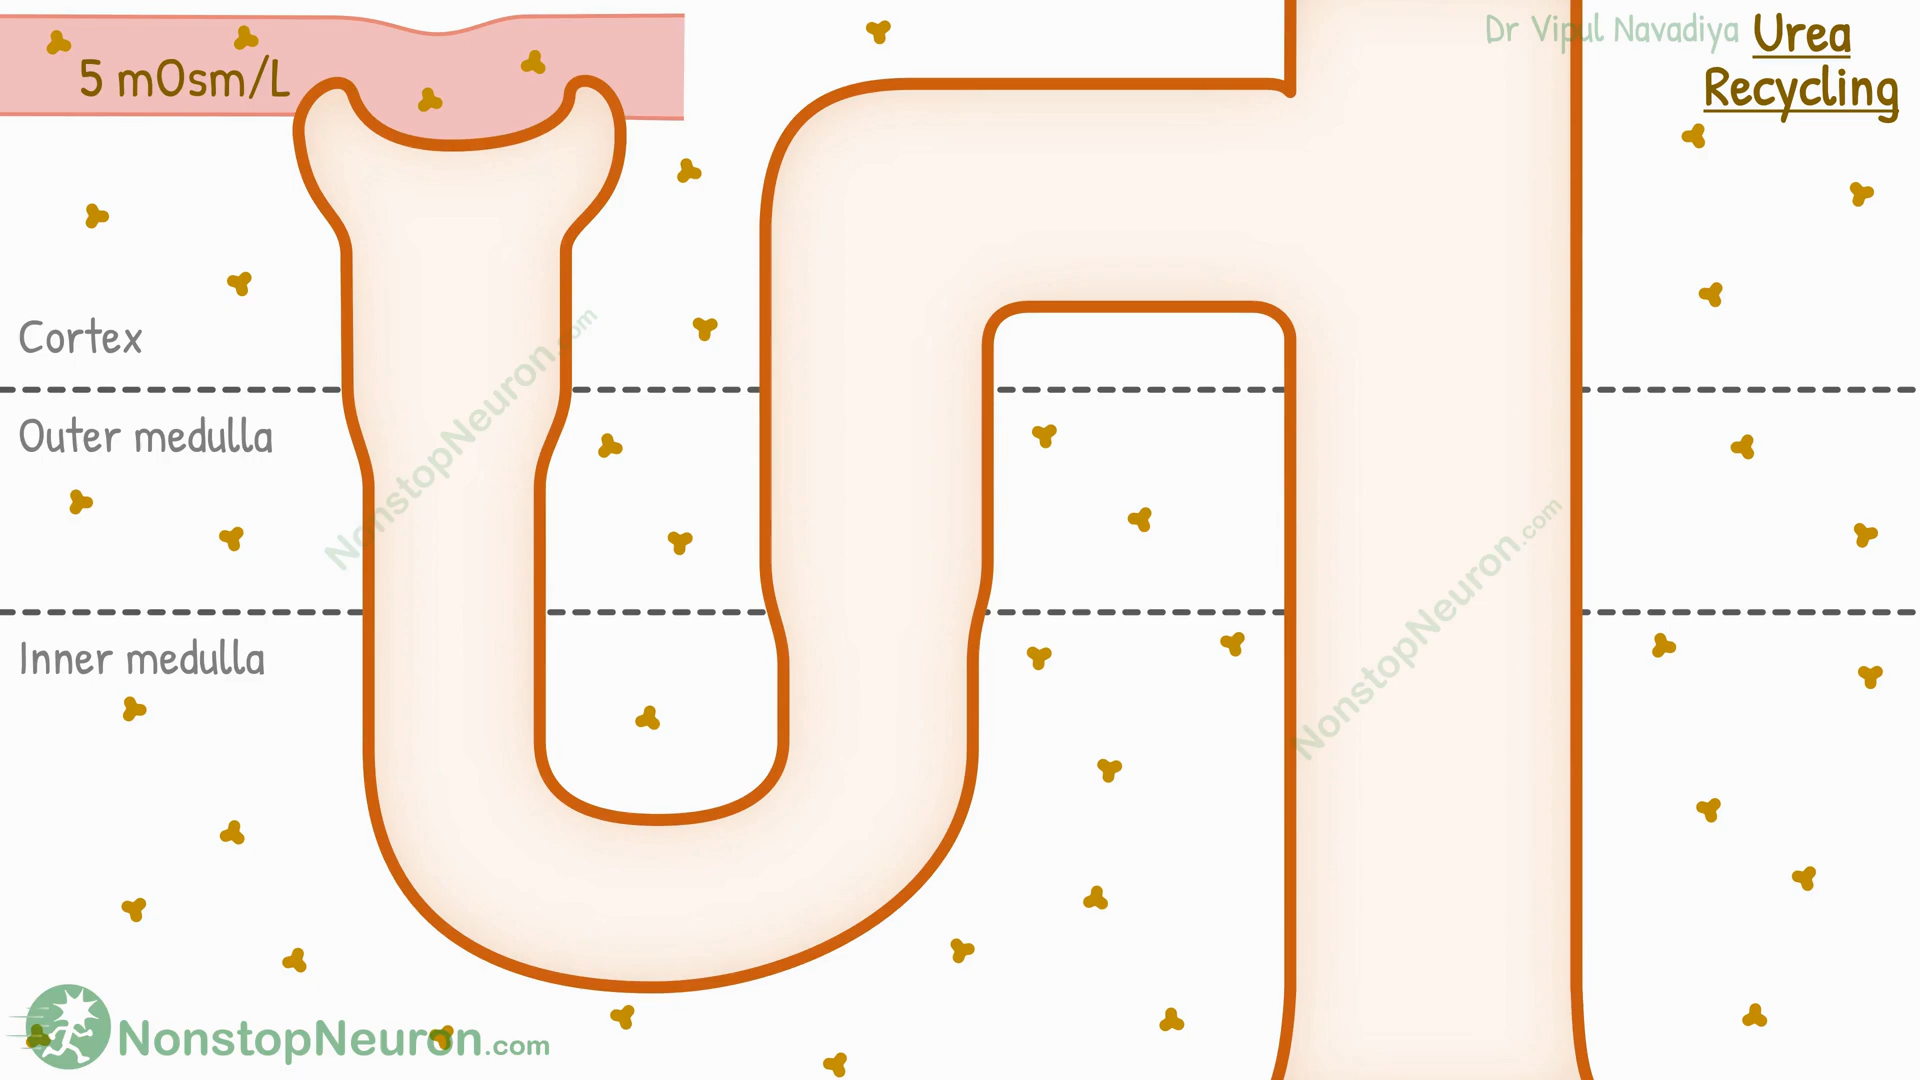 Dr Vipul Navadiya
Urea
Recycling
5 mOsm/L
Cortex
Outer medulla
Inner medulla
NonstopNeuron.com
NonstopNeuron.com
NonstopNeuron.com